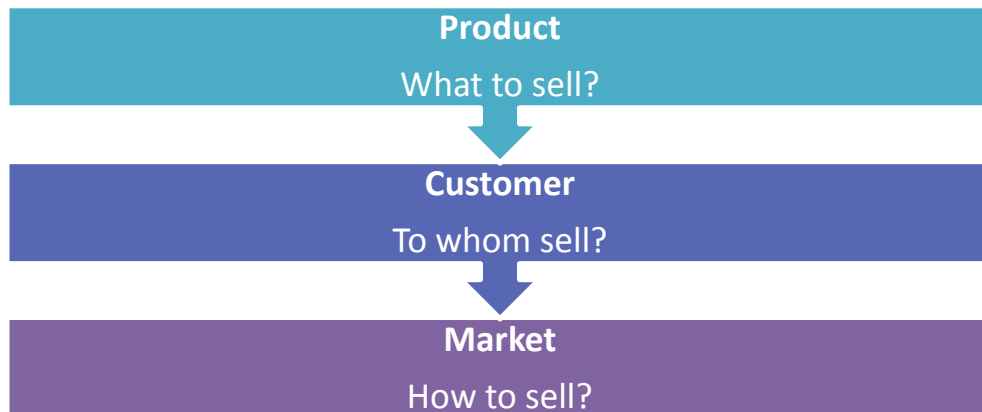 Product
What to sell?
Customer
To whom sell?
Market
How to sell?